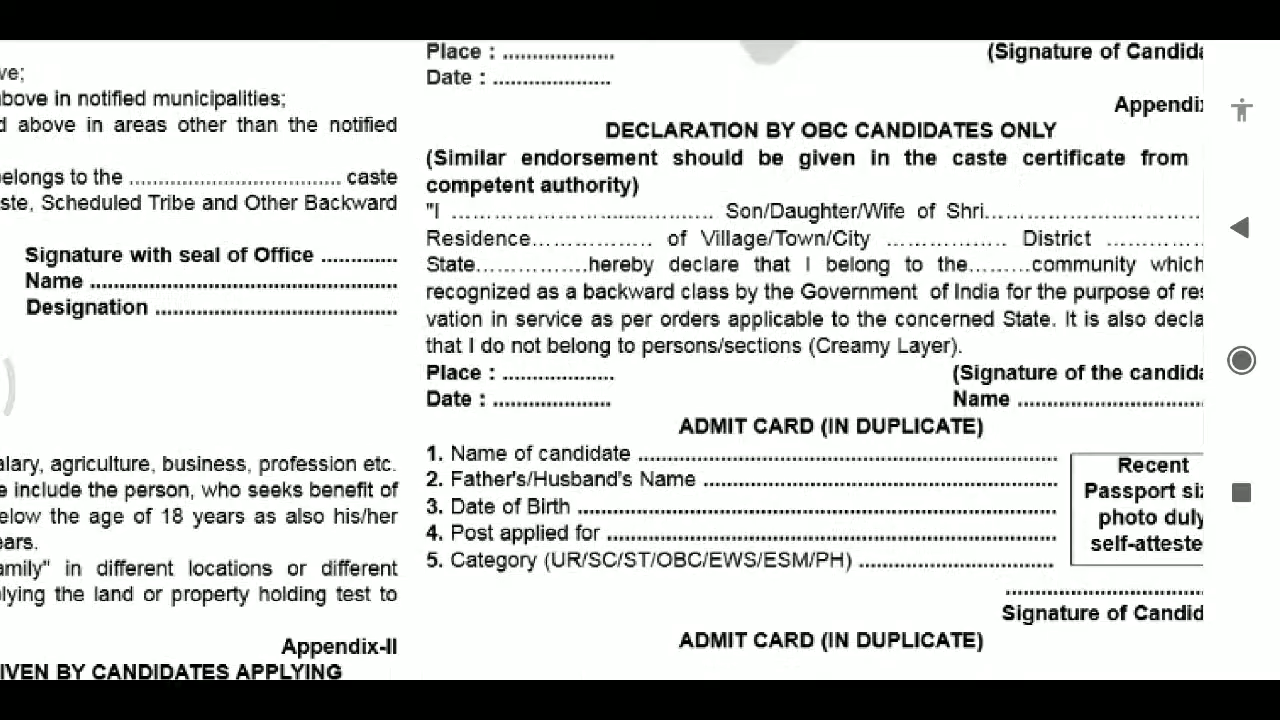 ve;
above in notified municipalities;
d above in areas other than the notified
belongs to the ................................... caste
ste, Scheduled Tribe and Other Backward
Signature with seal of Office .............
Name ....................................................
Designation .........................................
alary, agriculture, business, profession etc.
e include the person, who seeks benefit of
elow the age of 18 years as also his/her
ears.
amily" in different locations or different
lying the land or property holding test to
Appendix-II
IVEN BY CANDIDATES APPLYING
Place : ...................
(Signature of Candida
Date : ....................
Appendix
DECLARATION BY OBC CANDIDATES ONLY
(Similar endorsement should be given in the caste certificate from
competent authority)
"I ................................. Son/Daughter/Wife of Shri..............................
Residence............... of Village/Town/City ............... District ............
State...............hereby declare that I belong to the.........community which
recognized as a backward class by the Government of India for the purpose of res
vation in service as per orders applicable to the concerned State. It is also decla
that I do not belong to persons/sections (Creamy Layer).
Place : ...................
(Signature of the candida
Date : ....................
Name ................................
ADMIT CARD (IN DUPLICATE)
1. Name of candidate .......................................................................
2. Father's/Husband's Name ............................................................
3. Date of Birth .................................................................................
4. Post applied for ............................................................................
5. Category (UR/SC/ST/OBC/EWS/ESM/PH) .................................
Recent
Passport siz
photo duly
self-atteste
..................................
Signature of Candid
ADMIT CARD (IN DUPLICATE)